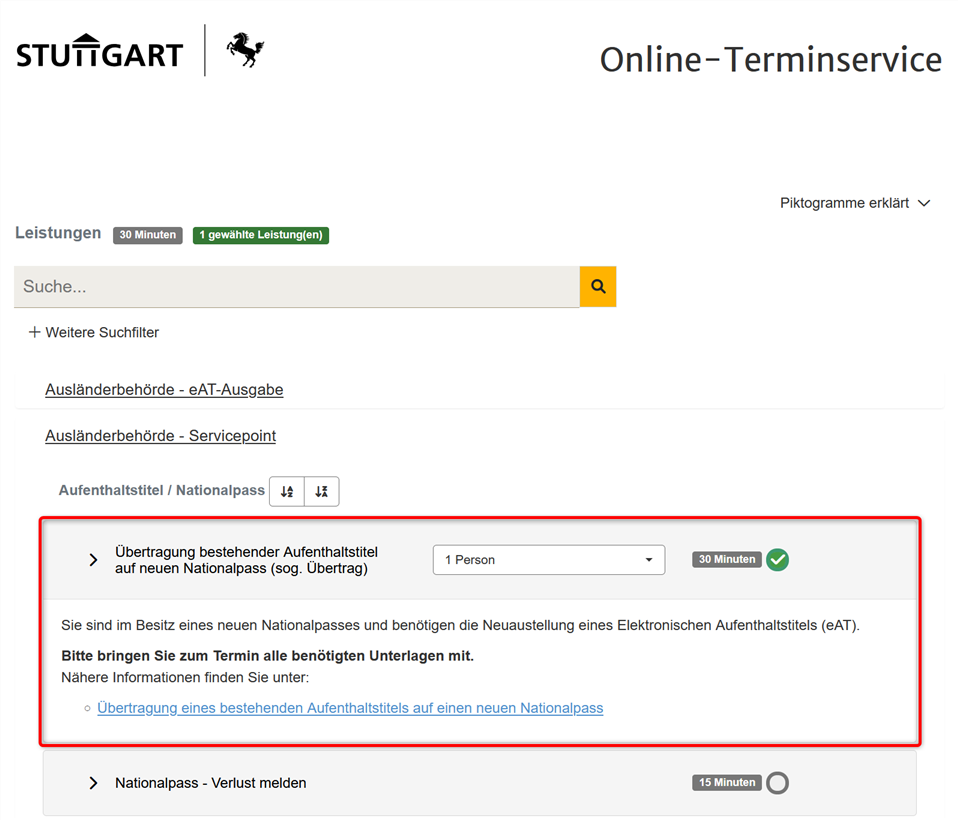 STUTTGART
Online-Terminservice
Piktogramme erklärt
Leistungen 30 Minuten 1 gewählte Leistung(en)
Suche...
+ Weitere Suchfilter
Ausländerbehörde - eAT-Ausgabe
Ausländerbehörde - Servicepoint
Aufenthaltstitel / Nationalpass
Übertragung bestehender Aufenthaltstitel
auf neuen Nationalpass (sog. Übertrag)
1 Person
30 Minuten
Sie sind im Besitz eines neuen Nationalpasses und benötigen die Neuaustellung eines Elektronischen Aufenthaltstitels (eAT).
Bitte bringen Sie zum Termin alle benötigten Unterlagen mit.
Nähere Informationen finden Sie unter:
Übertragung eines bestehenden Aufenthaltstitels auf einen neuen Nationalpass
Nationalpass - Verlust melden 15 Minuten